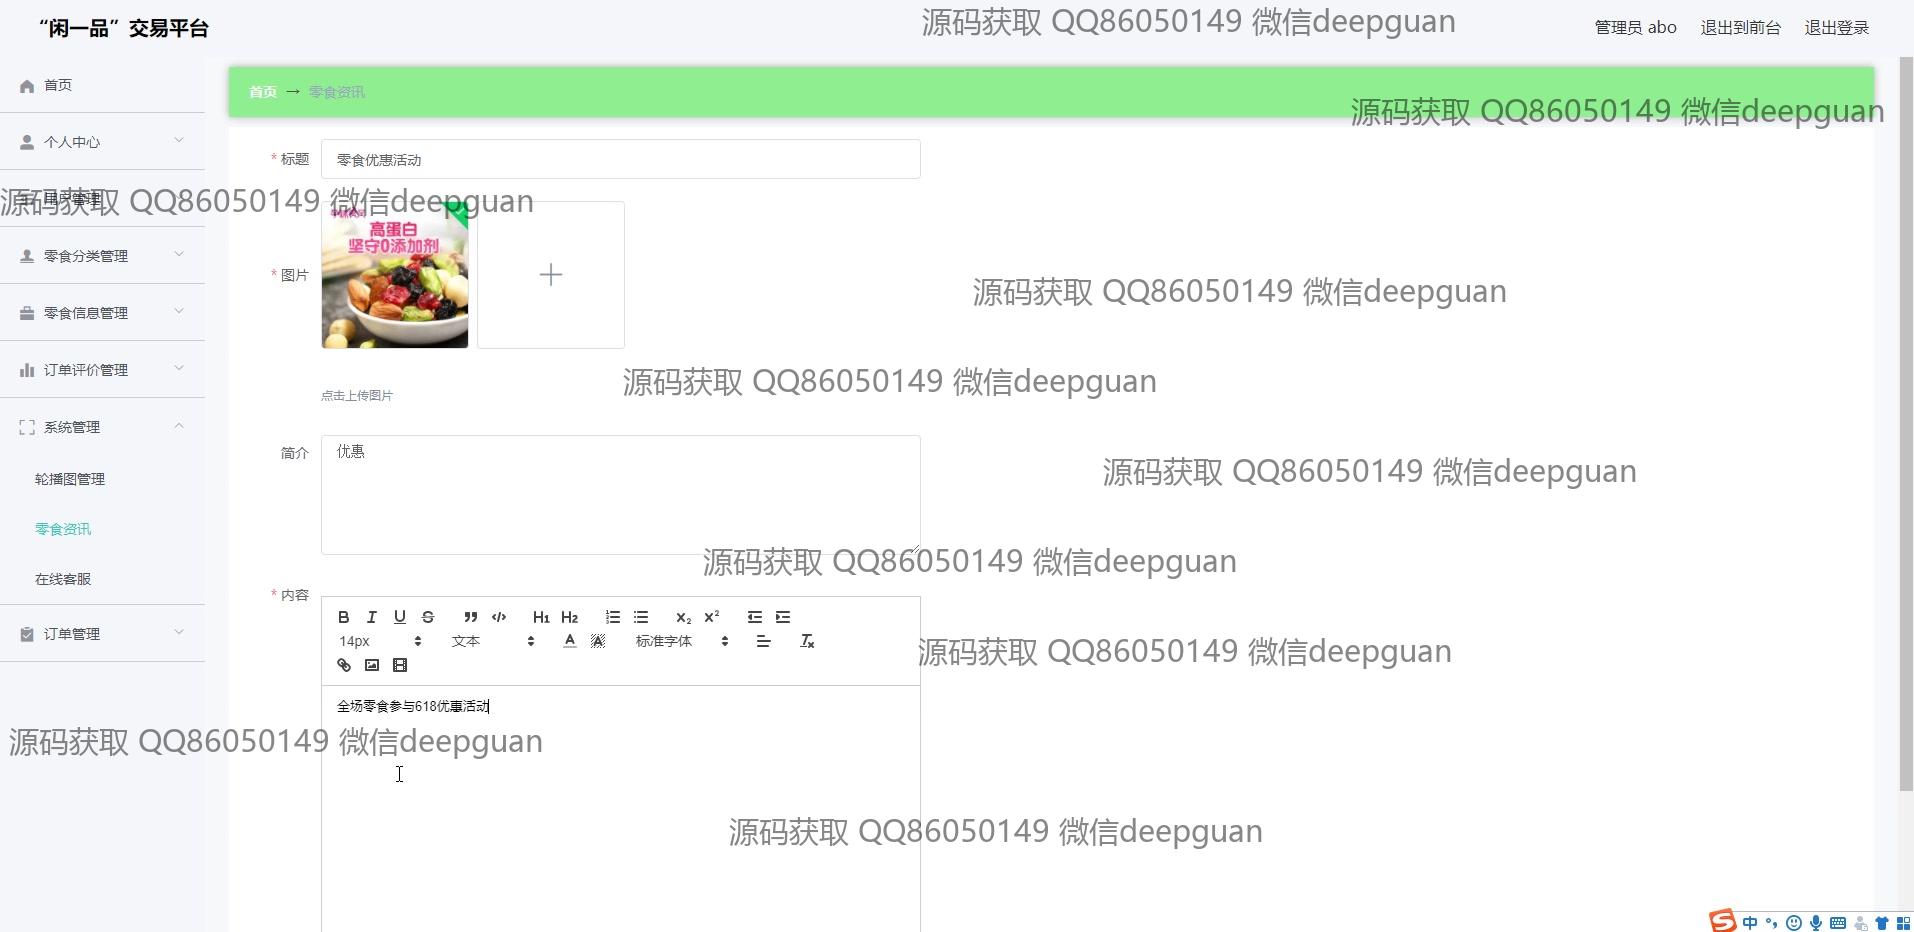 “闲一品”交易平台
源码获取 QQ86050149 微信deepguan
管理员 abo
退出到前台
退出登录
首页
首页 → 零食资讯
源码获取 QQ86050149 微信deepguan
个人中心
* 标题
零食优惠活动
用户管理
源码获取 QQ86050149 微信deepguan
高蛋白
坚守0添加剂
零食分类管理
* 图片
源码获取 QQ86050149 微信deepguan
零食信息管理
订单评价管理
源码获取 QQ86050149 微信deepguan
点击上传图片
系统管理
简介
优惠
源码获取 QQ86050149 微信deepguan
轮播图管理
零食资讯
源码获取 QQ86050149 微信deepguan
在线客服
* 内容
B I U S H1 H2 X2 X2
14px 文本 A A 标准字体 Tx
订单管理
源码获取 QQ86050149 微信deepguan
全场零食参与618优惠活动
源码获取 QQ86050149 微信deepguan
源码获取 QQ86050149 微信deepguan
S 中